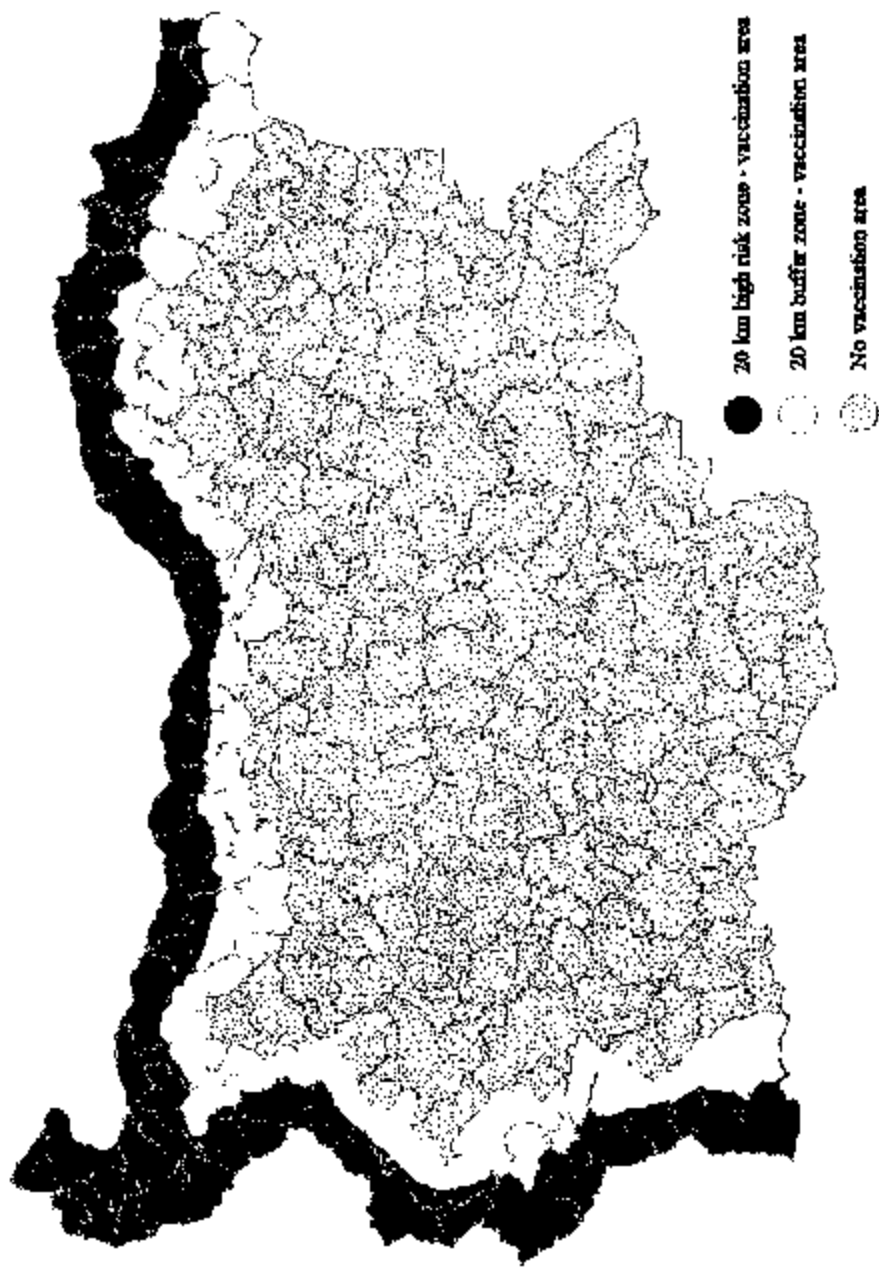 20 km high risk zone - vaccination area
20 km buffer zone - vaccination area
No vaccination area